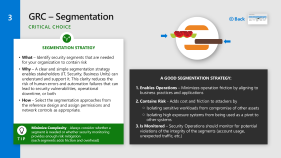 3
GRC – Segmentation
CRITICAL CHOICE
Back
SEGMENTATION STRATEGY
• What – Identify security segments that are needed
for your organization to contain risk
• Why – A clear and simple segmentation strategy
enables stakeholders (IT, Security, Business Units) can
understand and support it. This clarity reduces the
risk of human errors and automation failures that can
lead to security vulnerabilities, operational
downtime, or both
• How – Select the segmentation approaches from
the reference design and assign permissions and
network controls as appropriate
TIP
Minimize Complexity – Always consider whether a
segment is needed or whether security monitoring
provides enough risk mitigation
(each segment adds friction and overhead)
A GOOD SEGMENTATION STRATEGY:
1. Enables Operations – Minimizes operation friction by aligning to
business practices and applications
2. Contains Risk - Adds cost and friction to attackers by
Isolating sensitive workloads from compromise of other assets
Isolating high exposure systems from being used as a pivot to
other systems
3. Is Monitored – Security Operations should monitor for potential
violations of the integrity of the segments (account usage,
unexpected traffic, etc.)